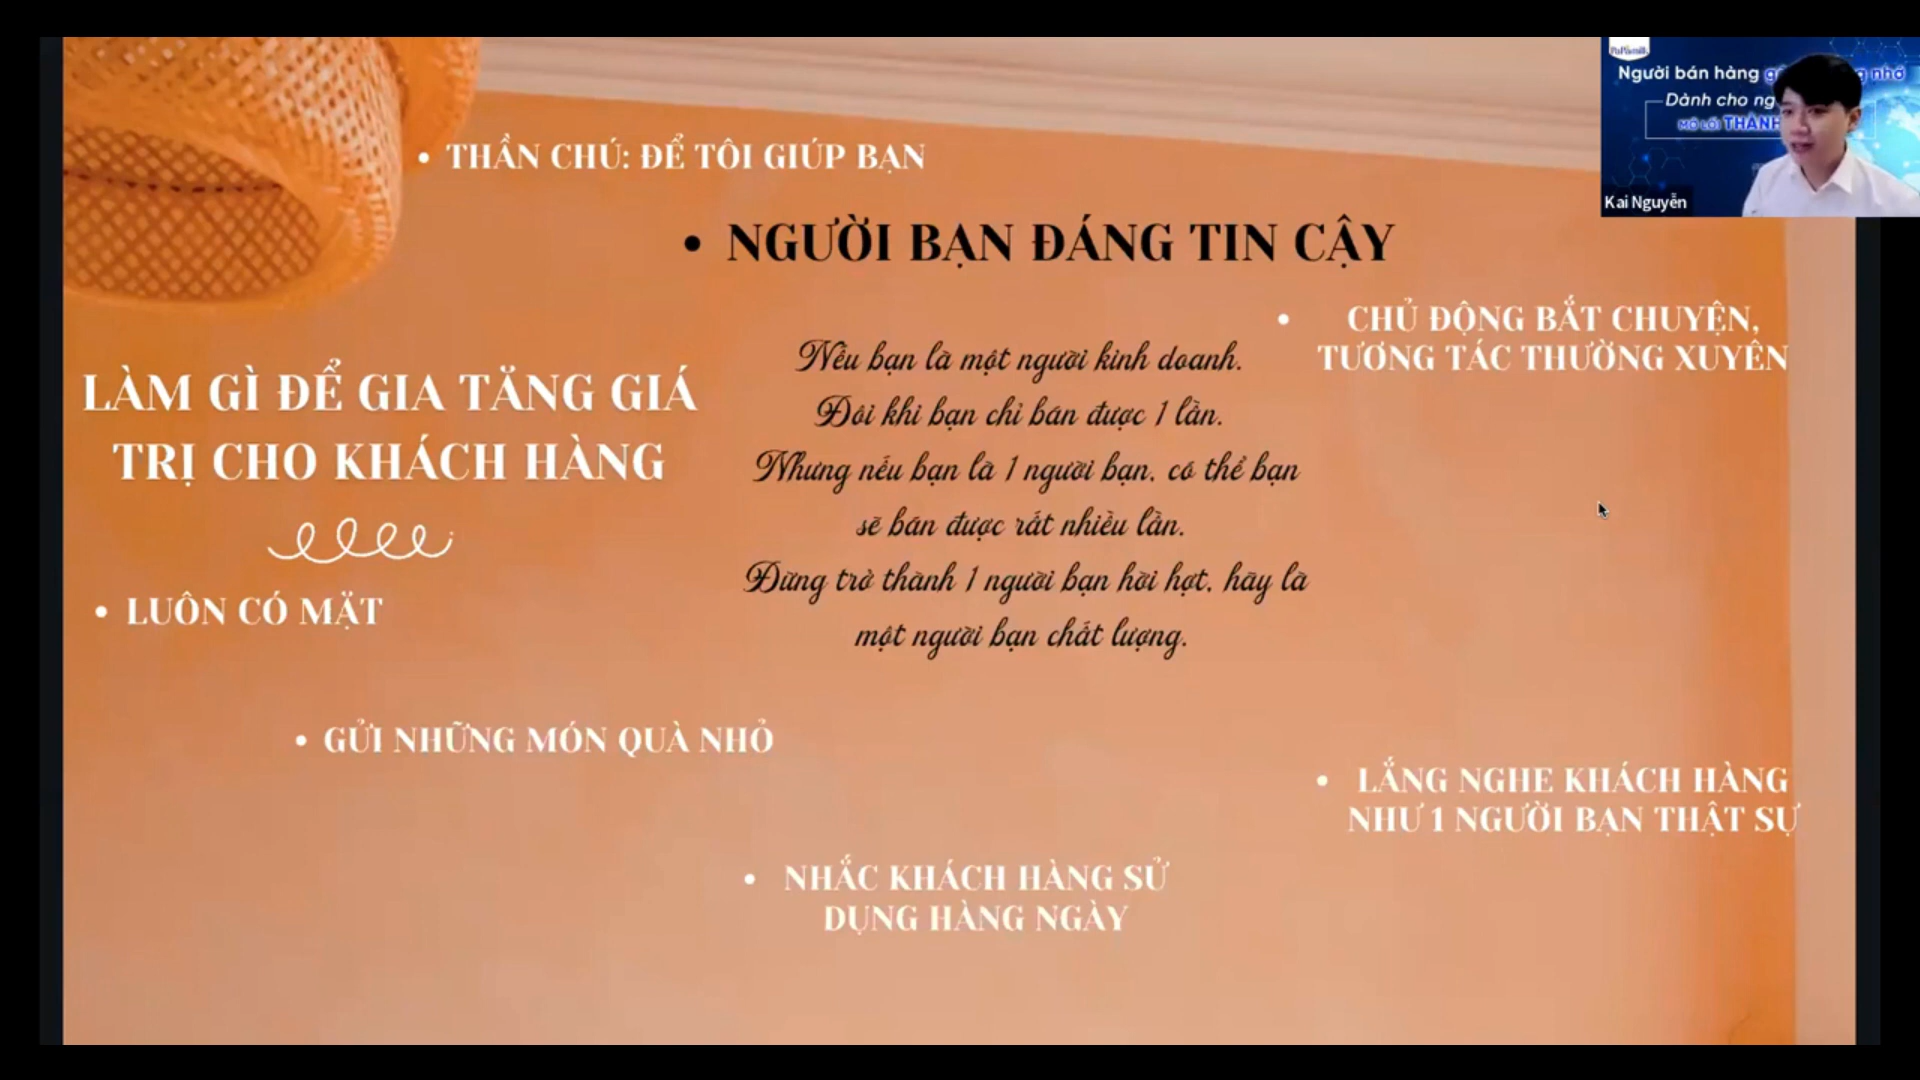 THẦN CHÚ: ĐỂ TÔI GIÚP BẠN
NGƯỜI BẠN ĐÁNG TIN CẬY
CHỦ ĐỘNG BẮT CHUYỆN,
TƯƠNG TÁC THƯỜNG XUYÊN
LÀM GÌ ĐỂ GIA TĂNG GIÁ
TRỊ CHO KHÁCH HÀNG
Nếu bạn là một người kinh doanh.
Đôi khi bạn chỉ bán được 1 lần.
Nhưng nếu bạn là 1 người bạn, có thể bạn
sẽ bán được rất nhiều lần.
Đừng trở thành 1 người bạn hời hợt, hãy là
một người bạn chất lượng.
LUÔN CÓ MẶT
GỬI NHỮNG MÓN QUÀ NHỎ
LẮNG NGHE KHÁCH HÀNG
NHƯ 1 NGƯỜI BẠN THẬT SỰ
NHẮC KHÁCH HÀNG SỬ
DỤNG HÀNG NGÀY
Người bán hàng nhớ
Dành cho
THÀNH
Kai Nguyễn